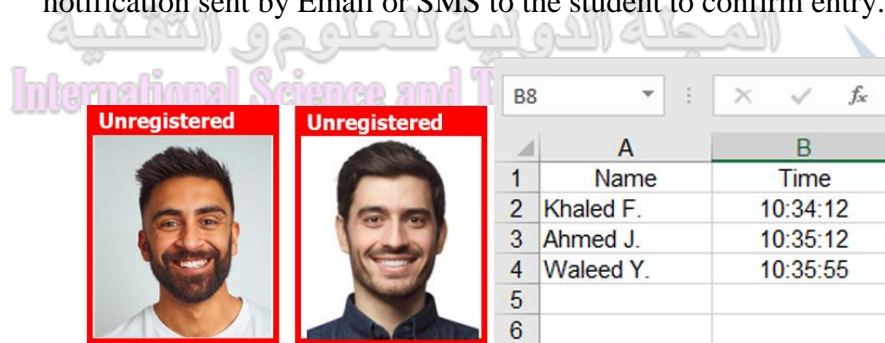 notification sent by Email or SMS to the student to confirm entry.
المجلة الدولية للعلوم و التقنية
International Science and T
Unregistered
Unregistered
B8
fx
A B
1 Name Time
2 Khaled F. 10:34:12
3 Ahmed J. 10:35:12
4 Waleed Y. 10:35:55
5
6